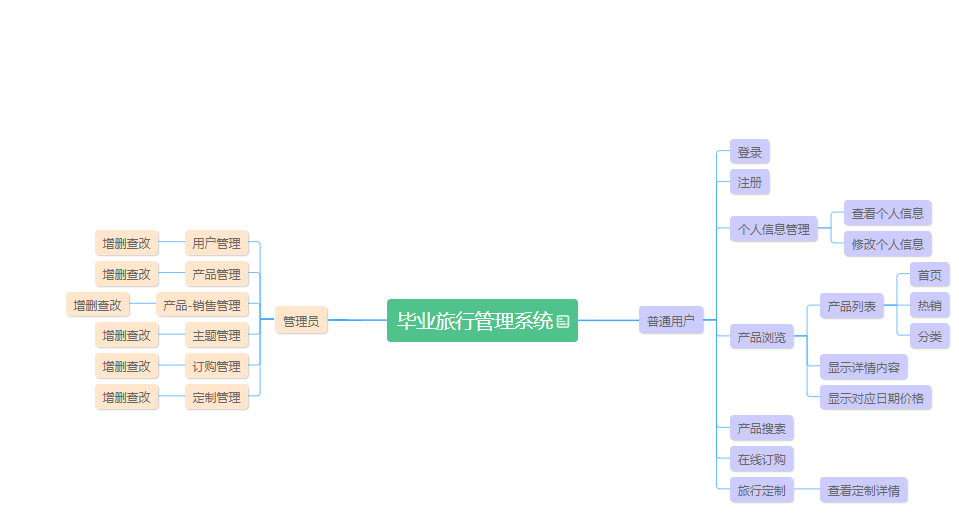 毕业旅行管理系统
管理员
用户管理
增删查改
产品管理
增删查改
产品-销售管理
增删查改
主题管理
增删查改
订购管理
增删查改
定制管理
增删查改
普通用户
登录
注册
个人信息管理
查看个人信息
修改个人信息
产品浏览
产品列表
首页
热销
分类
显示详情内容
显示对应日期价格
产品搜索
在线订购
旅行定制
查看定制详情